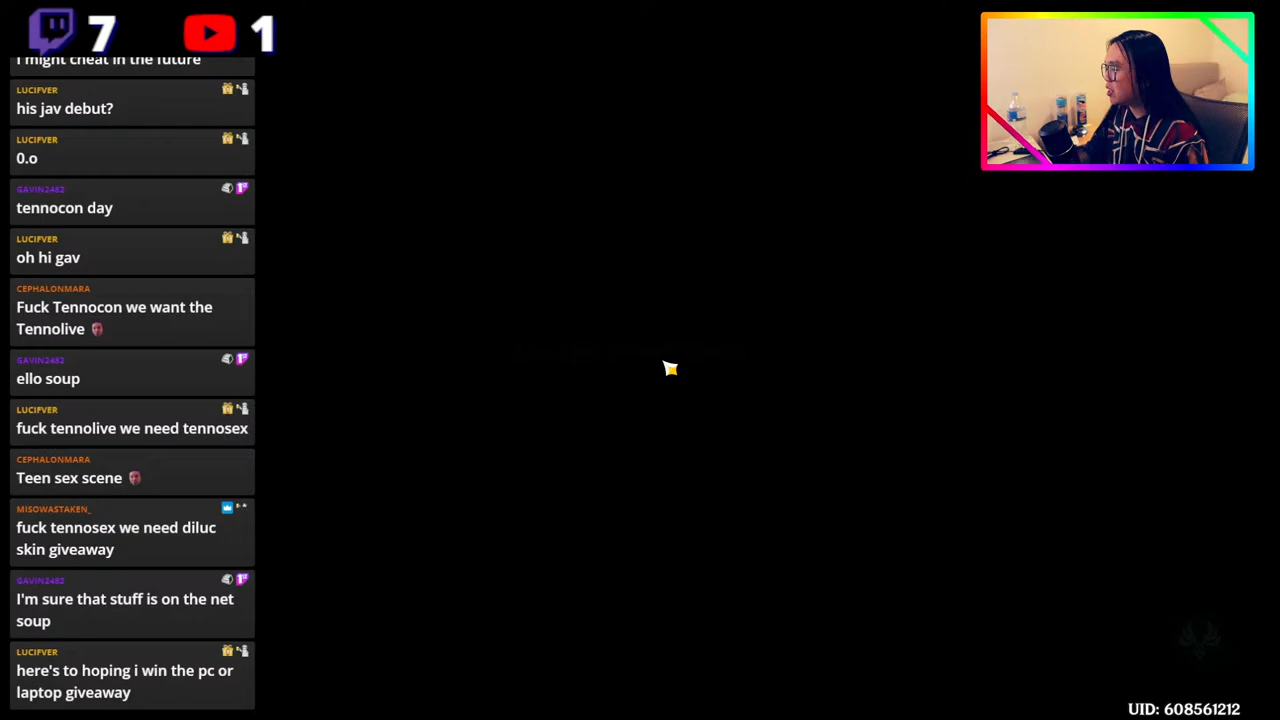 7
1
I might cheat in the future
LUCIFVER
his jav debut?
LUCIFVER
0.o
GAVIN2482
tennocon day
LUCIFVER
oh hi gav
CEPHALONMARA
Fuck Tennocon we want the
Tennolive
GAVIN2482
ello soup
LUCIFVER
fuck tennolive we need tennosex
CEPHALONMARA
Teen sex scene
MISOWASTAKEN_
fuck tennosex we need diluc
skin giveaway
GAVIN2482
I'm sure that stuff is on the net
soup
LUCIFVER
here's to hoping i win the pc or
laptop giveaway
UID: 608561212